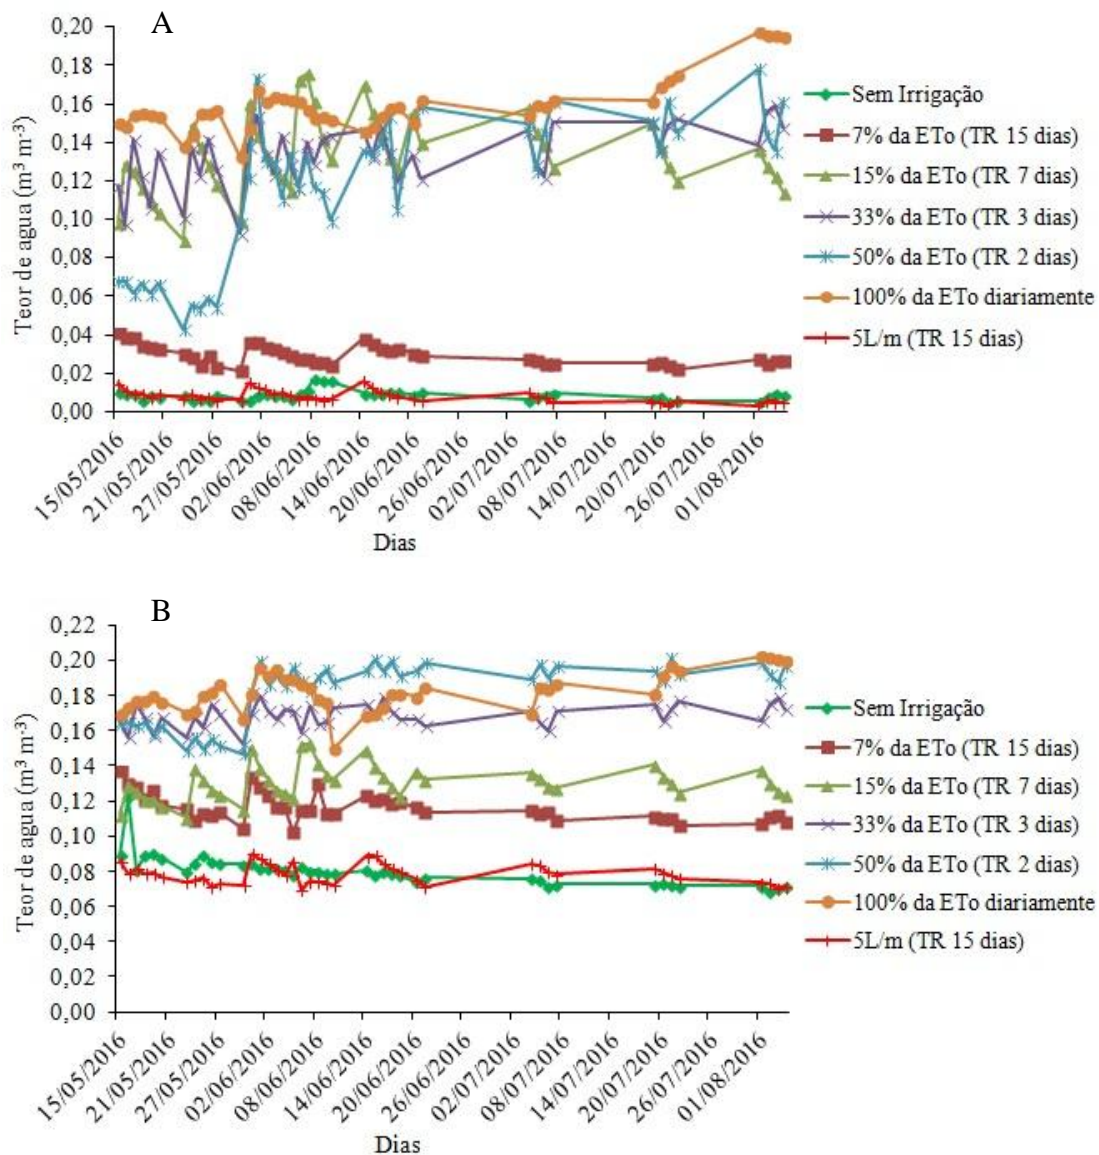 A
0,20
0,18
0,16
0,14
0,12
0,10
0,08
0,06
0,04
0,02
0,00
Teor de agua (m³ m-³)
15/05/2016
21/05/2016
27/05/2016
02/06/2016
08/06/2016
14/06/2016
20/06/2016
26/06/2016
02/07/2016
08/07/2016
14/07/2016
20/07/2016
26/07/2016
01/08/2016
Dias
Sem Irrigação
7% da ETo (TR 15 dias)
15% da ETo (TR 7 dias)
33% da ETo (TR 3 dias)
50% da ETo (TR 2 dias)
100% da ETo diariamente
5L/m (TR 15 dias)
B
0,22
0,20
0,18
0,16
0,14
0,12
0,10
0,08
0,06
0,04
0,02
0,00
Teor de agua (m³ m-³)
15/05/2016
21/05/2016
27/05/2016
02/06/2016
08/06/2016
14/06/2016
20/06/2016
26/06/2016
02/07/2016
08/07/2016
14/07/2016
20/07/2016
26/07/2016
01/08/2016
Dias
Sem Irrigação
7% da ETo (TR 15 dias)
15% da ETo (TR 7 dias)
33% da ETo (TR 3 dias)
50% da ETo (TR 2 dias)
100% da ETo diariamente
5L/m (TR 15 dias)